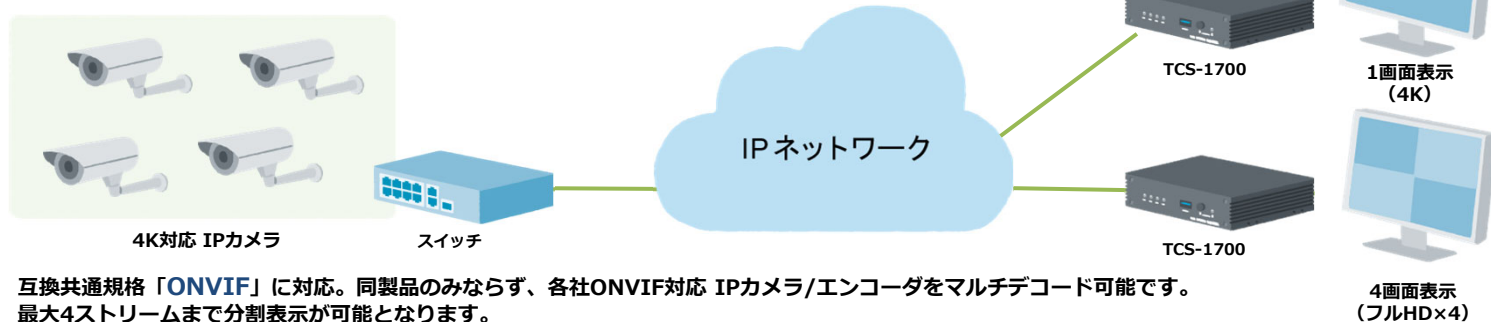 TCS-1700
1画面表示
（4K）
IPネットワーク
4K対応 IPカメラ
スイッチ
TCS-1700
4画面表示
（フルHD×4）
互換共通規格「ONVIF」に対応。同製品のみならず、各社ONVIF対応 IPカメラ/エンコーダをマルチデコード可能です。
最大4ストリームまで分割表示が可能となります。